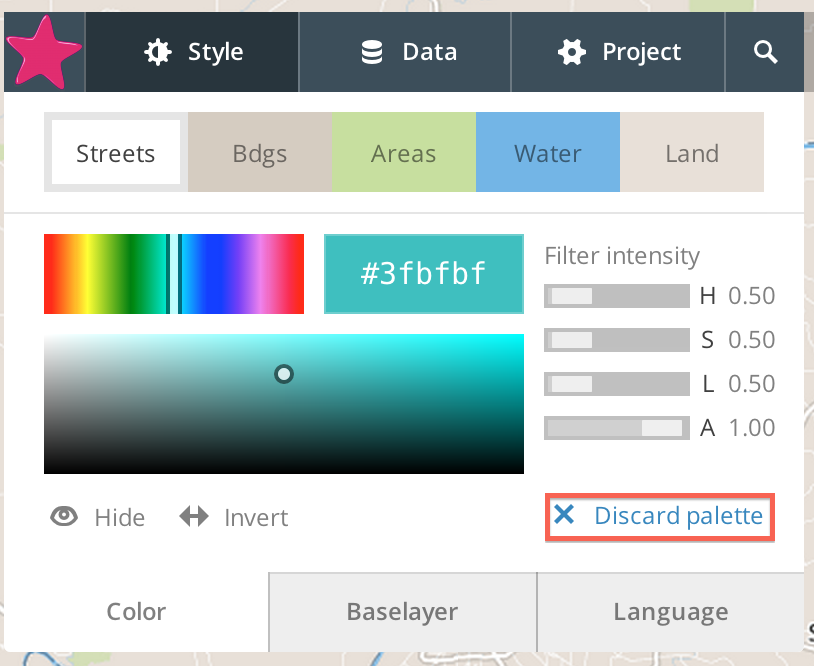 Style Data Project
Streets Bdgs Areas Water Land
#3fbfbf
Filter intensity
H 0.50
S 0.50
L 0.50
A 1.00
Hide Invert
Discard palette
Color Baselayer Language